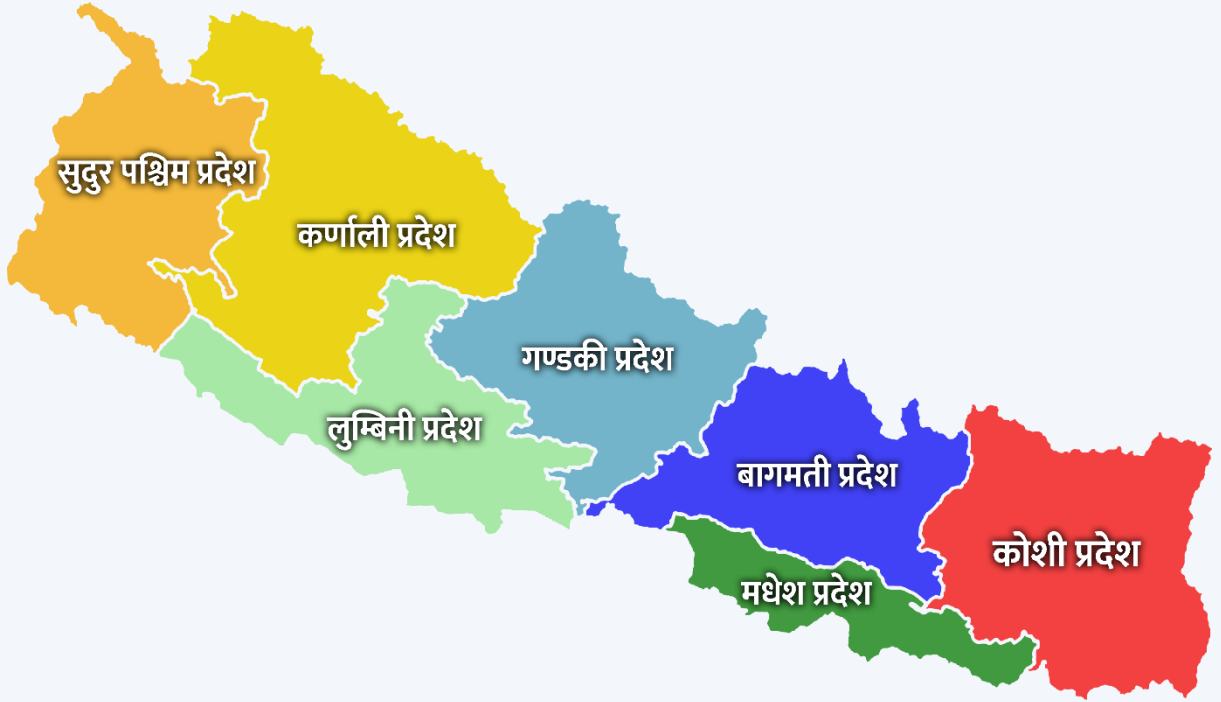 सुदुर पश्चिम प्रदेश
कर्णाली प्रदेश
गण्डकी प्रदेश
लुम्बिनी प्रदेश
बागमती प्रदेश
कोशी प्रदेश
मधेश प्रदेश